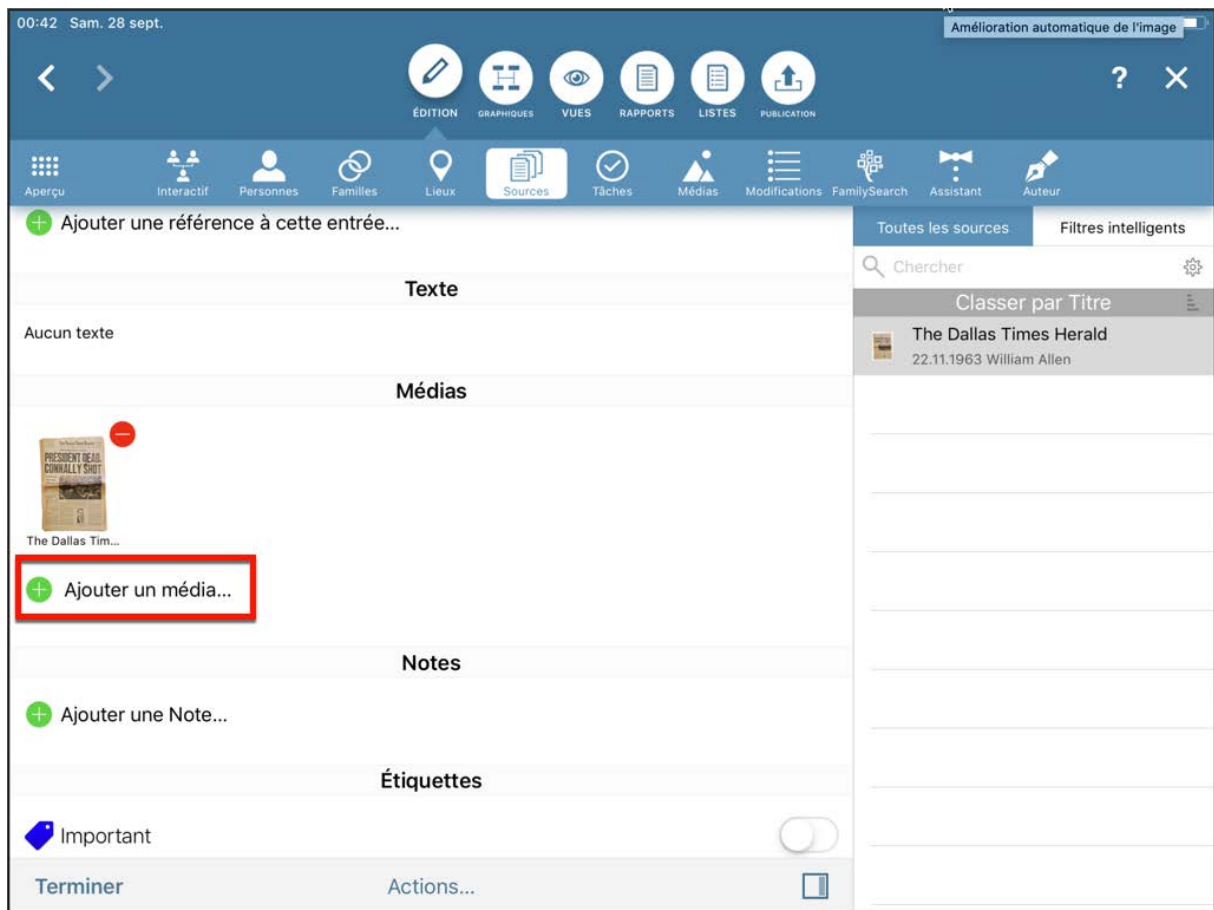 00:42 Sam. 28 sept.
Amélioration automatique de l'image
?
ÉDITION GRAPHIQUES VUES RAPPORTS LISTES PUBLICATION
Aperçu Interactif Personnes Familles Lieux Sources Tâches Médias Modifications FamilySearch Assistant Auteur
Ajouter une référence à cette entrée...
Texte
Aucun texte
Médias
PRESIDENT DEAD,
CONNALLY SHOT
The Dallas Tim...
Ajouter un média...
Notes
Ajouter une Note...
Étiquettes
Important
Terminer Actions...
Toutes les sources Filtres intelligents
Chercher
Classer par Titre
The Dallas Times Herald
22.11.1963 William Allen